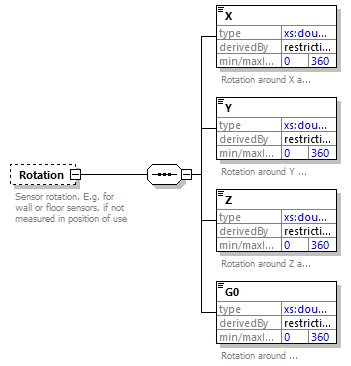 X
type xs:dou...
derivedBy restricti...
min/maxI... 0 360
Rotation around X a...
Y
type xs:dou...
derivedBy restricti...
min/maxI... 0 360
Rotation around Y ...
Rotation
Sensor rotation. E.g. for
wall or floor sensors, if not
measured in position of use
Z
type xs:dou...
derivedBy restricti...
min/maxI... 0 360
Rotation around Z a...
G0
type xs:dou...
derivedBy restricti...
min/maxI... 0 360
Rotation around ...